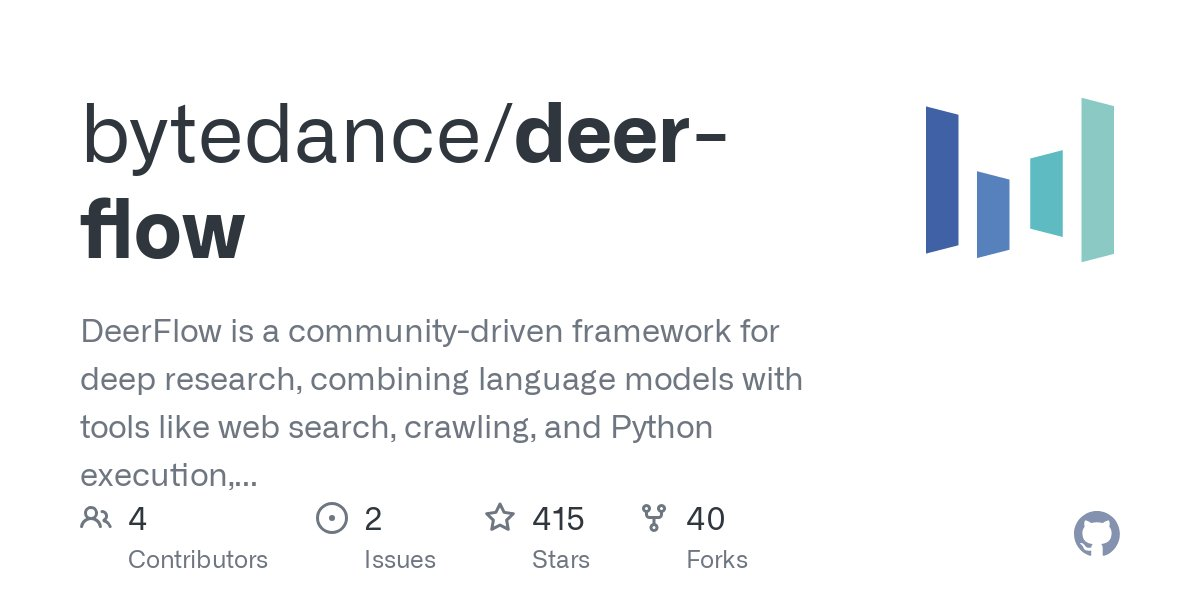 bytedance/deer-
flow
DeerFlow is a community-driven framework for
deep research, combining language models with
tools like web search, crawling, and Python
execution,...
4
Contributors
2
Issues
415
Stars
40
Forks